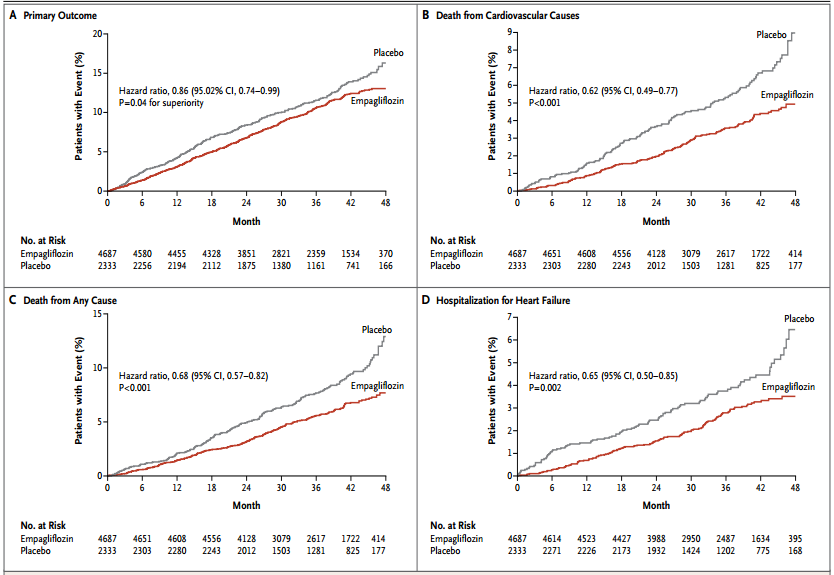 A Primary Outcome
20
15
10
5
0
Patients with Event (%)
Placebo
Hazard ratio, 0.86 (95.02% CI, 0.74–0.99)
P=0.04 for superiority
Empagliflozin
0 6 12 18 24 30 36 42 48
Month
No. at Risk
Empagliflozin 4687 4580 4455 4328 3851 2821 2359 1534 370
Placebo 2333 2256 2194 2112 1875 1380 1161 741 166
B Death from Cardiovascular Causes
9
8
7
6
5
4
3
2
1
0
Patients with Event (%)
Placebo
Hazard ratio, 0.62 (95% CI, 0.49–0.77)
P<0.001
Empagliflozin
0 6 12 18 24 30 36 42 48
Month
No. at Risk
Empagliflozin 4687 4651 4608 4556 4128 3079 2617 1722 414
Placebo 2333 2303 2280 2243 2012 1503 1281 825 177
C Death from Any Cause
15
10
5
0
Patients with Event (%)
Placebo
Hazard ratio, 0.68 (95% CI, 0.57–0.82)
P<0.001
Empagliflozin
0 6 12 18 24 30 36 42 48
Month
No. at Risk
Empagliflozin 4687 4651 4608 4556 4128 3079 2617 1722 414
Placebo 2333 2303 2280 2243 2012 1503 1281 825 177
D Hospitalization for Heart Failure
7
6
5
4
3
2
1
0
Patients with Event (%)
Placebo
Hazard ratio, 0.65 (95% CI, 0.50–0.85)
P=0.002
Empagliflozin
0 6 12 18 24 30 36 42 48
Month
No. at Risk
Empagliflozin 4687 4614 4523 4427 3988 2950 2487 1634 395
Placebo 2333 2271 2226 2173 1932 1424 1202 775 168